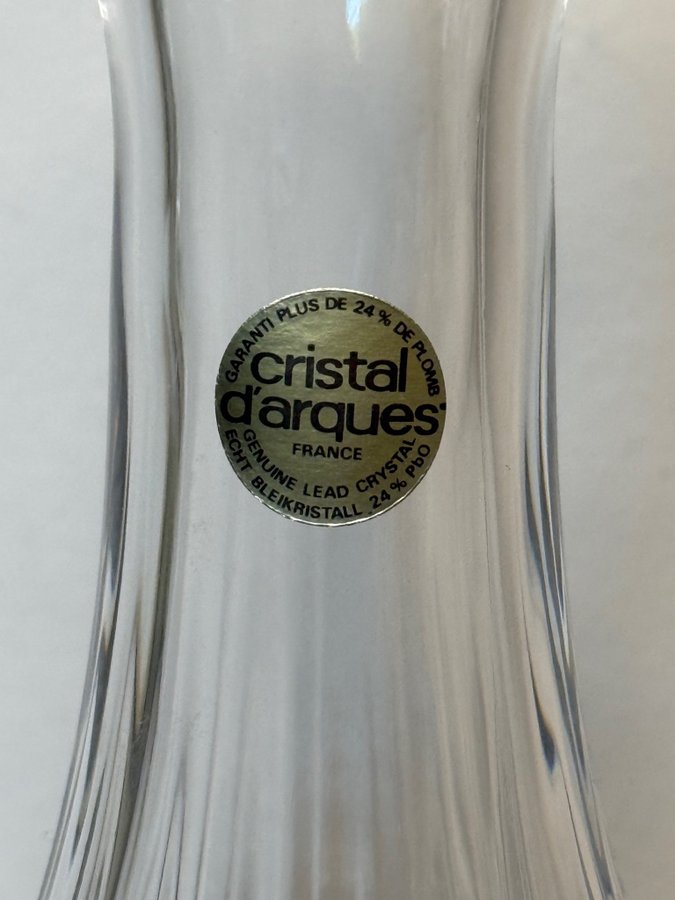 GARANTI PLUS DE 24% DE PLOMB
cristal
d'arques
FRANCE
GENUINE LEAD CRYSTAL
ECHT BLEIKRISTALL 24% PbO